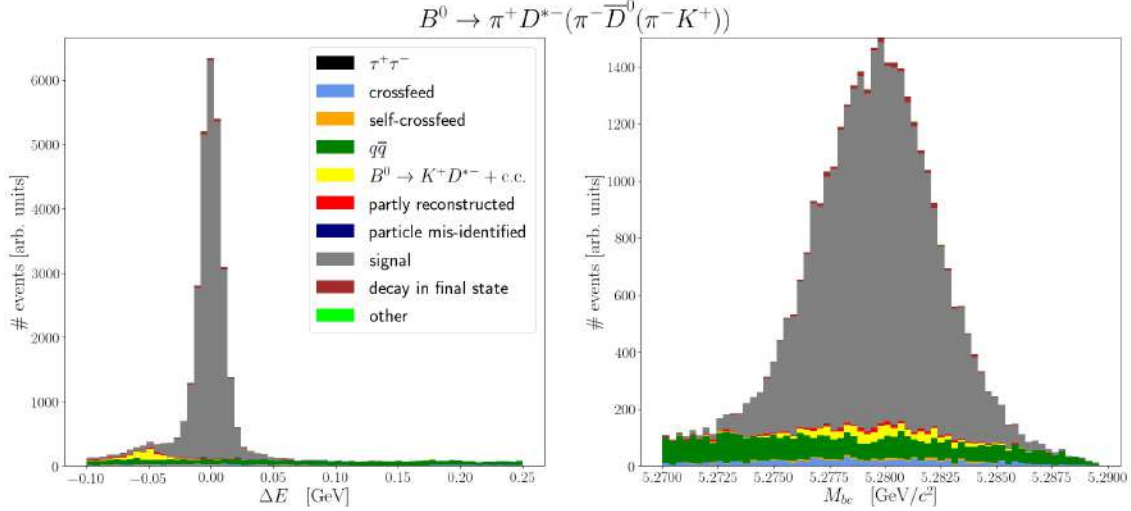 B⁰ → π⁺D*⁻(π⁻D̅⁰(π⁻K⁺))
# events [arb. units]
6000
5000
4000
3000
2000
1000
0
−0.10
−0.05
0.00
0.05
0.10
0.15
0.20
0.25
ΔE [GeV]
τ⁺τ⁻
crossfeed
self-crossfeed
qq̅
B⁰ → K⁺D*⁻ + c.c.
partly reconstructed
particle mis-identified
signal
decay in final state
other
# events [arb. units]
1400
1200
1000
800
600
400
200
0
5.2700
5.2725
5.2750
5.2775
5.2800
5.2825
5.2850
5.2875
5.2900
M_bc [GeV/c²]